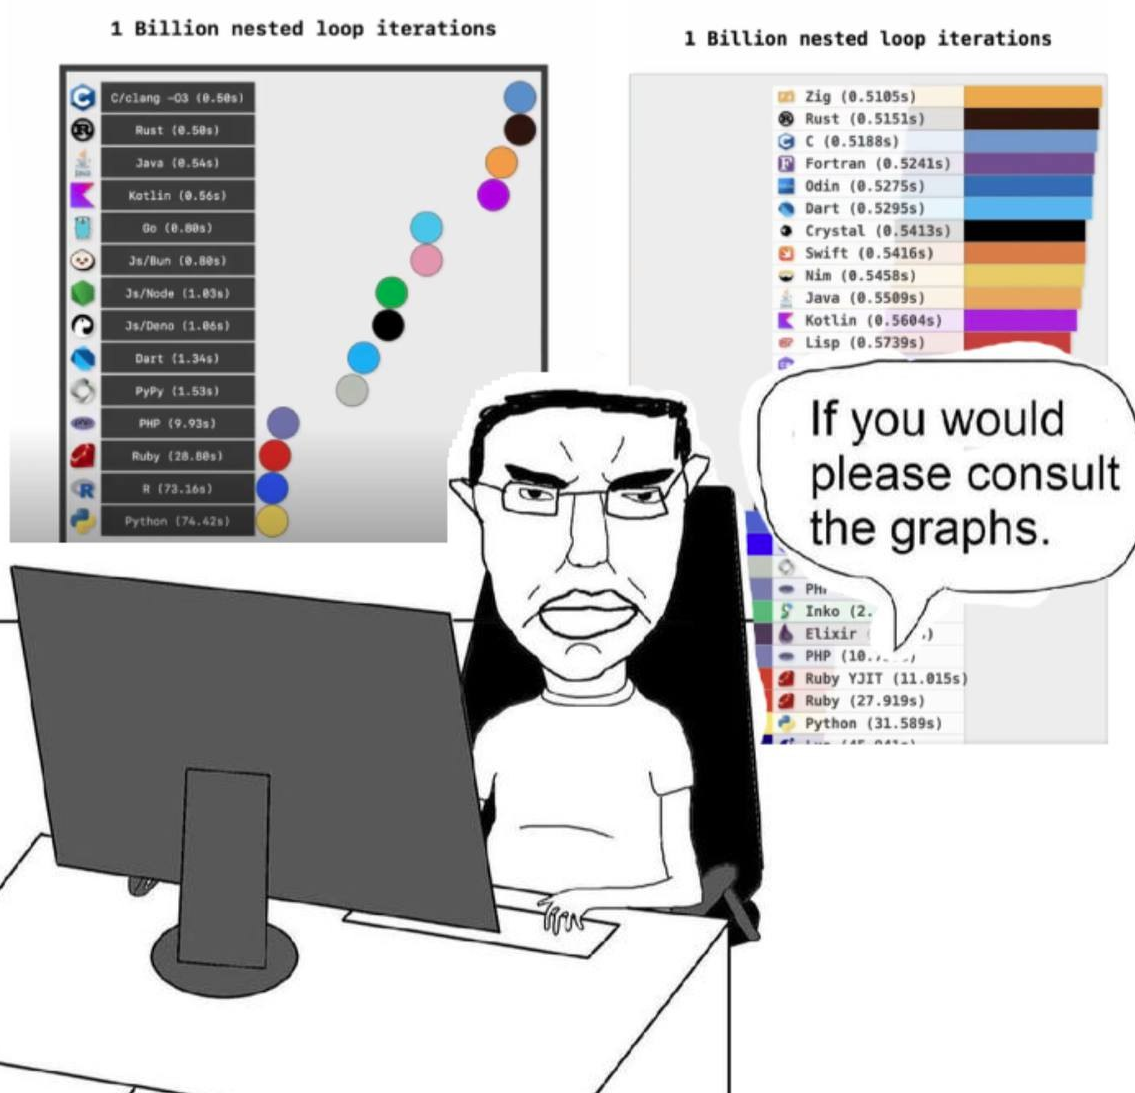 1 Billion nested loop iterations
C/clang -O3 (0.50s)
Rust (0.50s)
Java (0.54s)
Kotlin (0.56s)
Go (0.80s)
Js/Bun (0.80s)
Js/Node (1.03s)
Js/Deno (1.06s)
Dart (1.34s)
PyPy (1.53s)
PHP (9.93s)
Ruby (28.80s)
R (73.16s)
Python (74.42s)
1 Billion nested loop iterations
Zig (0.5105s)
Rust (0.5151s)
C (0.5188s)
Fortran (0.5241s)
Odin (0.5275s)
Dart (0.5295s)
Crystal (0.5413s)
Swift (0.5416s)
Nim (0.5458s)
Java (0.5509s)
Kotlin (0.5604s)
Lisp (0.5739s)
If you would
please consult
the graphs.
Inko (2.
Elixir
PHP (10.
Ruby YJIT (11.015s)
Ruby (27.919s)
Python (31.589s)